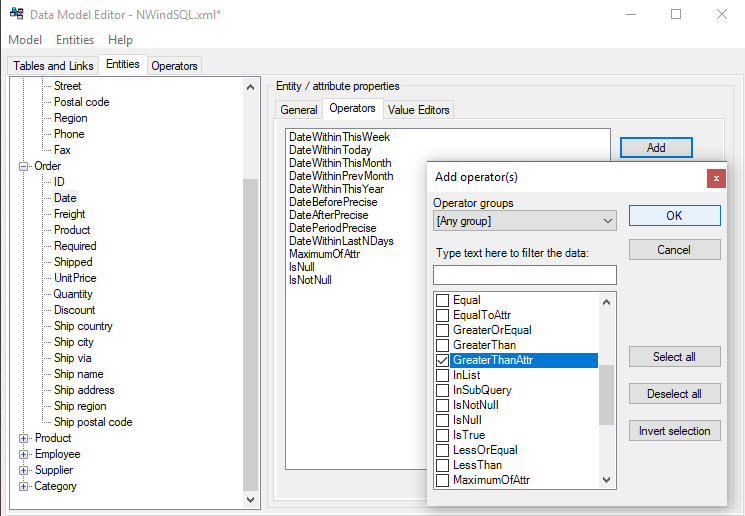 Data Model Editor - NWindSQL.xml*
Model Entities Help
Tables and Links Entities Operators
Street
Postal code
Region
Phone
Fax
Order
ID
Date
Freight
Product
Required
Shipped
UnitPrice
Quantity
Discount
Ship country
Ship city
Ship via
Ship name
Ship address
Ship region
Ship postal code
Product
Employee
Supplier
Category
Entity / attribute properties
General Operators Value Editors
DateWithinThisWeek
DateWithinToday
DateWithinThisMonth
DateWithinPrevMonth
DateWithinThisYear
DateBeforePrecise
DateAfterPrecise
DatePeriodPrecise
DateWithinLastNDays
MaximumOfAttr
IsNull
IsNotNull
Add
Add operator(s)
x
Operator groups
[Any group]
OK
Cancel
Type text here to filter the data:
Equal
EqualToAttr
GreaterOrEqual
GreaterThan
GreaterThanAttr
InList
InSubQuery
IsNotNull
IsNull
IsTrue
LessOrEqual
LessThan
MaximumOfAttr
Select all
Deselect all
Invert selection